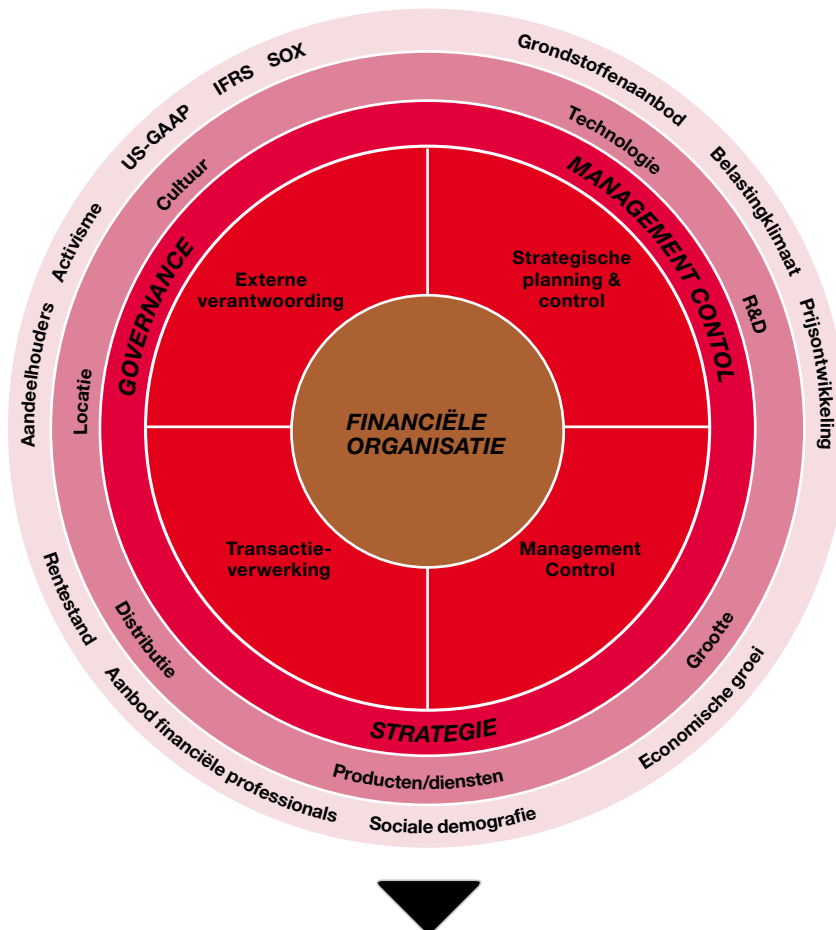 US-GAAP
IFRS
SOX
Grondstoffenaanbod
Belastingklimaat
Prijsontwikkeling
Economische groei
Sociale demografie
Aanbod financiële professionals
Rentestand
Aandeelhouders
Activisme
Cultuur
Technologie
R&D
Grootte
Producten/diensten
Distributie
Locatie
GOVERNANCE
MANAGEMENT CONTOL
STRATEGIE
Externe
verantwoording
Strategische
planning &
control
Transactie-
verwerking
Management
Control
FINANCIËLE
ORGANISATIE